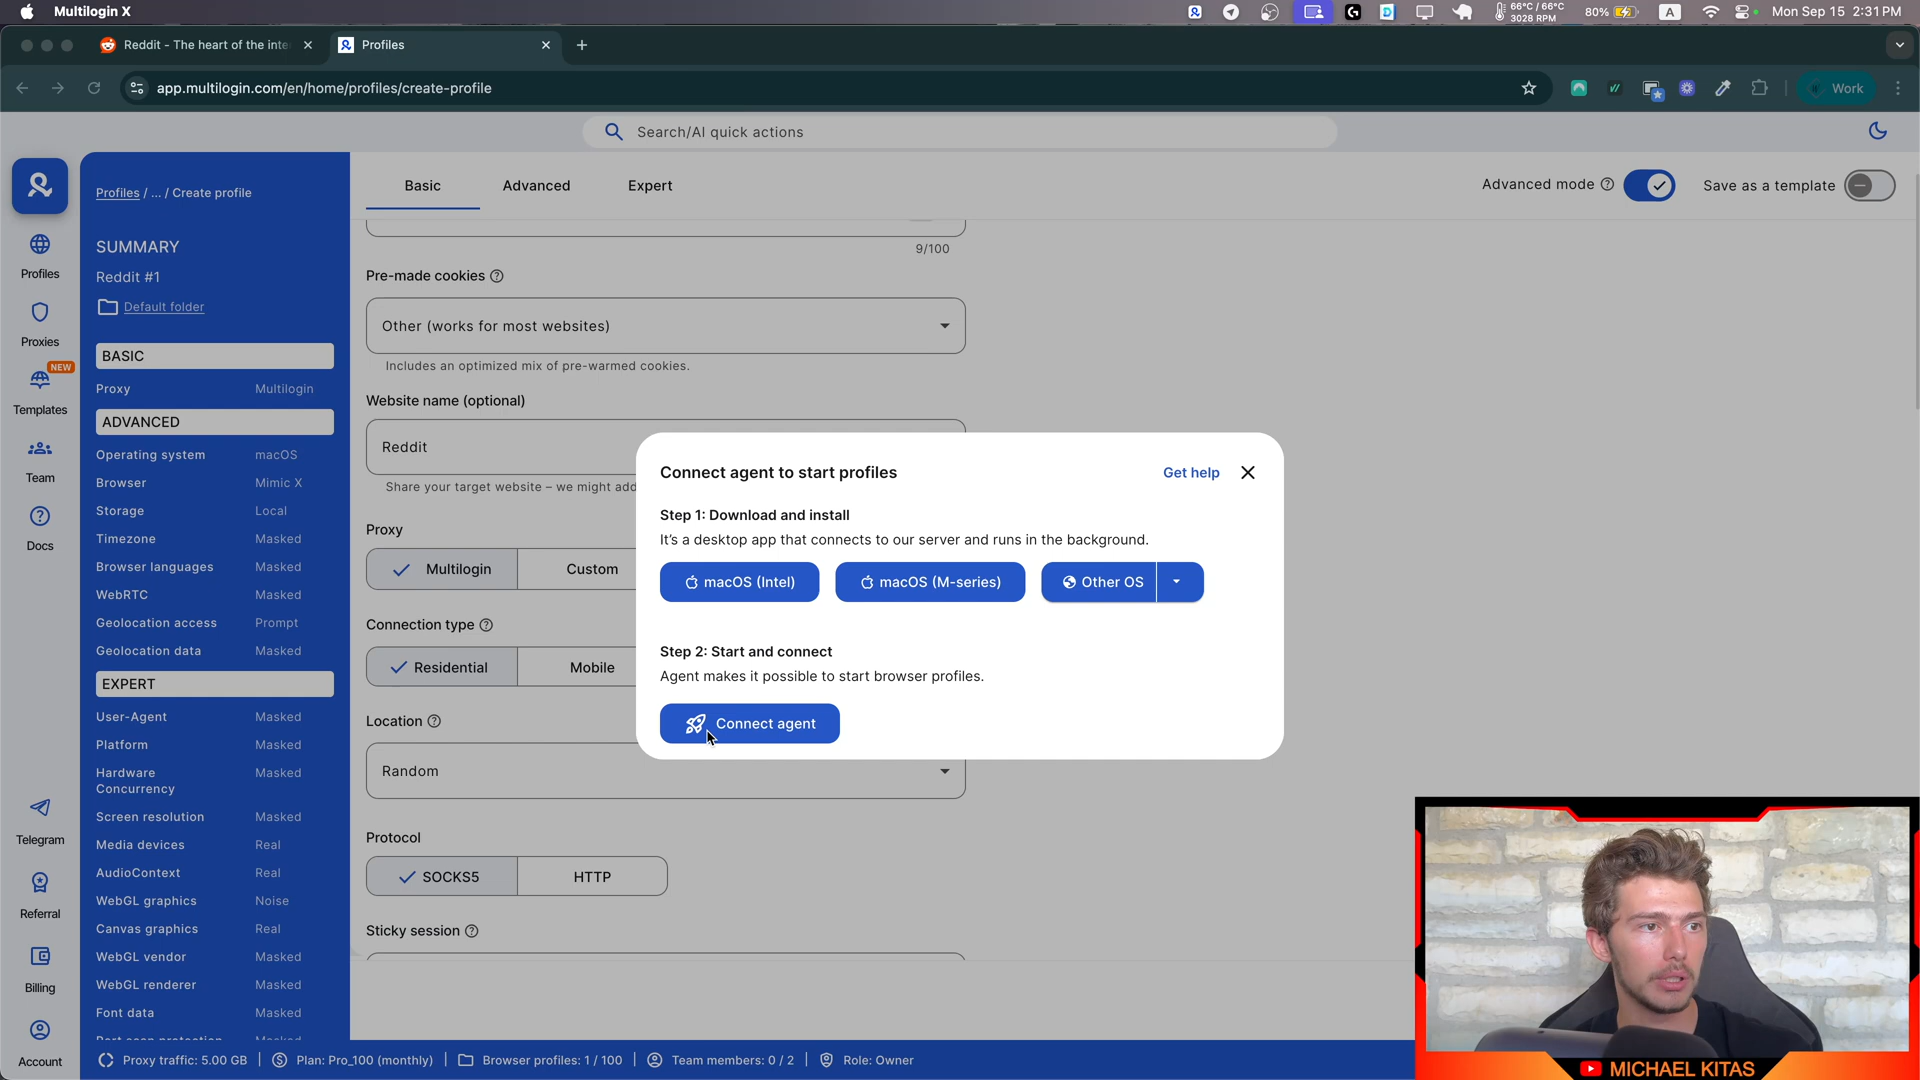 Multilogin X
66°C / 66°C
3028 RPM
80%
A
Mon Sep 15 2:31 PM
Reddit - The heart of the inte
Profiles
app.multilogin.com/en/home/profiles/create-profile
Work
Search/AI quick actions
Profiles
Proxies
NEW
Templates
Team
Docs
Telegram
Referral
Billing
Account
Profiles / ... / Create profile
SUMMARY
Reddit #1
Default folder
BASIC
Proxy Multilogin
ADVANCED
Operating system macOS
Browser Mimic X
Storage Local
Timezone Masked
Browser languages Masked
WebRTC Masked
Geolocation access Prompt
Geolocation data Masked
EXPERT
User-Agent Masked
Platform Masked
Hardware Masked
Concurrency
Screen resolution Masked
Media devices Real
AudioContext Real
WebGL graphics Noise
Canvas graphics Real
WebGL vendor Masked
WebGL renderer Masked
Font data Masked
Basic Advanced Expert
Advanced mode
Save as a template
9/100
Pre-made cookies
Other (works for most websites)
Includes an optimized mix of pre-warmed cookies.
Website name (optional)
Reddit
Share your target website – we might add
Proxy
Multilogin Custom
Connection type
Residential Mobile
Location
Random
Protocol
SOCKS5 HTTP
Sticky session
Connect agent to start profiles
Get help
Step 1: Download and install
It's a desktop app that connects to our server and runs in the background.
macOS (Intel)
macOS (M-series)
Other OS
Step 2: Start and connect
Agent makes it possible to start browser profiles.
Connect agent
Proxy traffic: 5.00 GB
Plan: Pro_100 (monthly)
Browser profiles: 1 / 100
Team members: 0 / 2
Role: Owner
MICHAEL KITAS